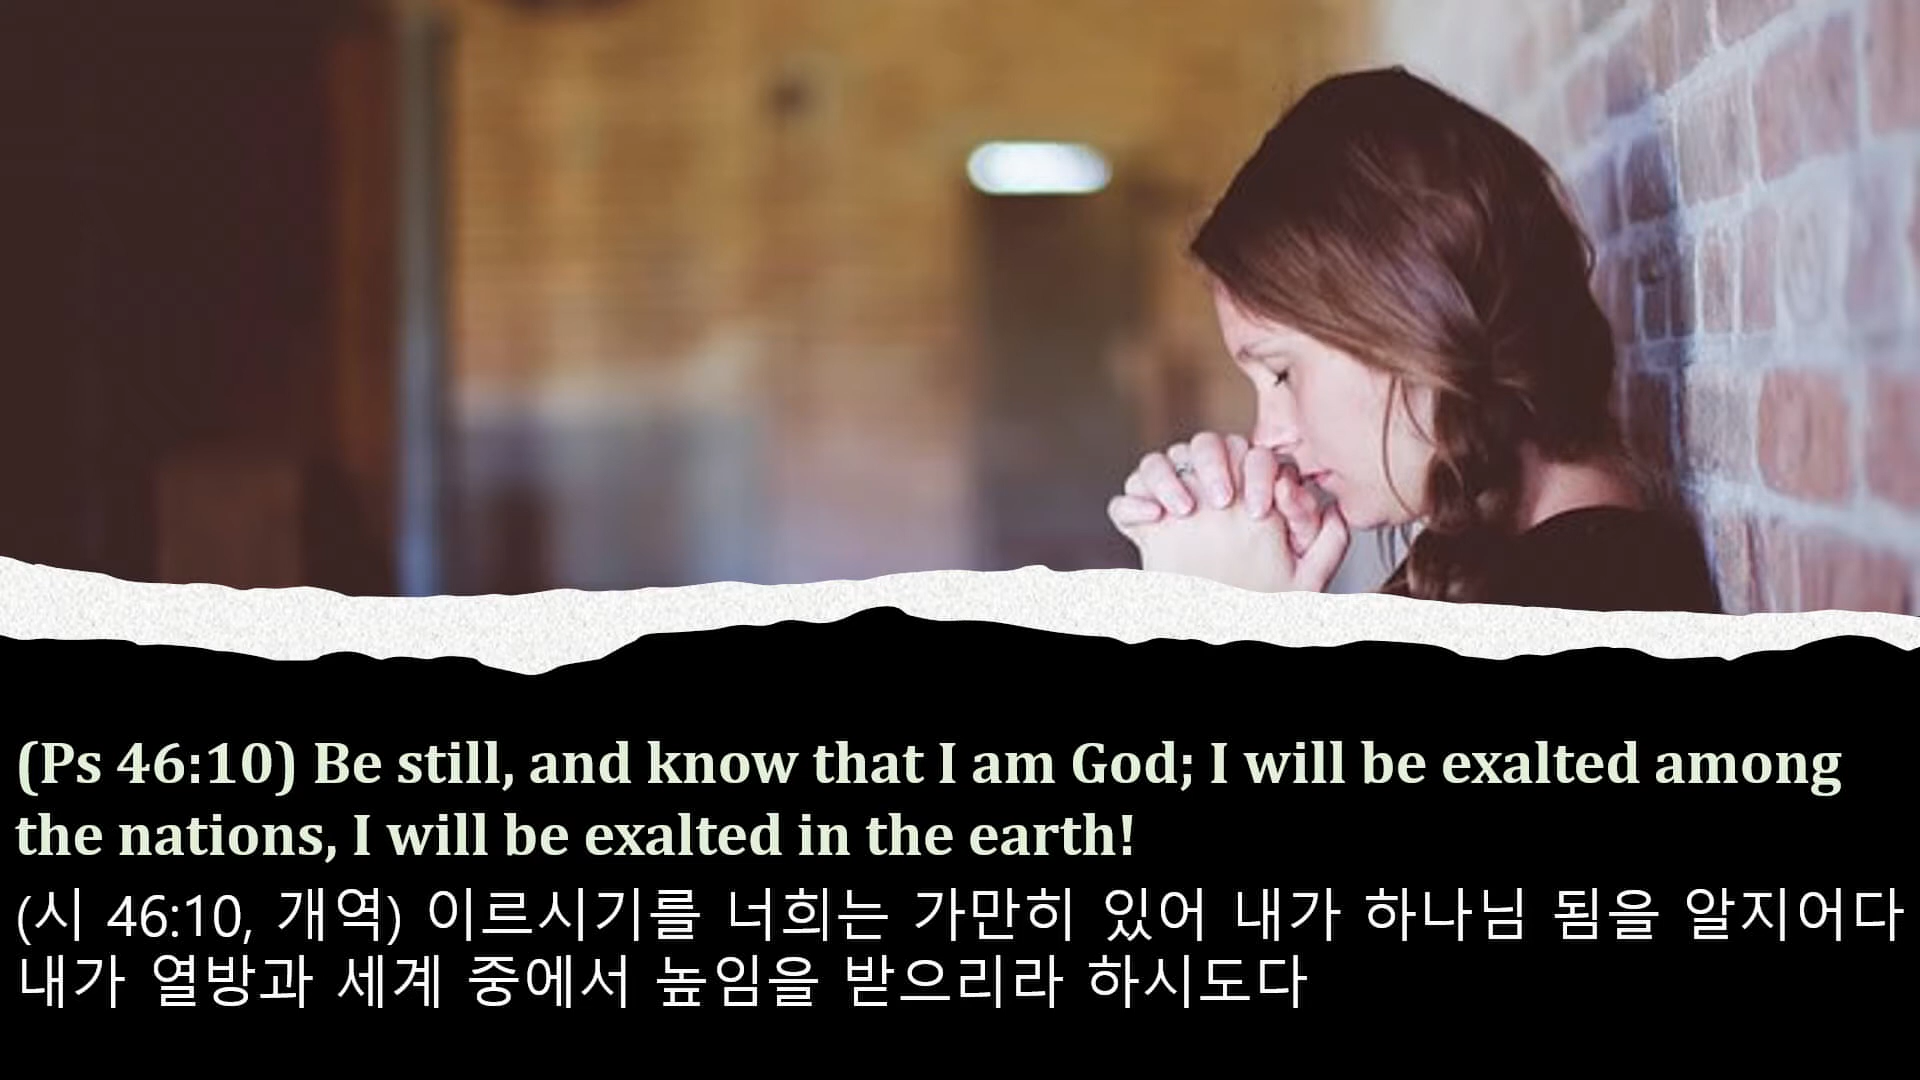 (Ps 46:10) Be still, and know that I am God; I will be exalted among
the nations, I will be exalted in the earth!
(시 46:10, 개역) 이르시기를 너희는 가만히 있어 내가 하나님 됨을 알지어다
내가 열방과 세계 중에서 높임을 받으리라 하시도다